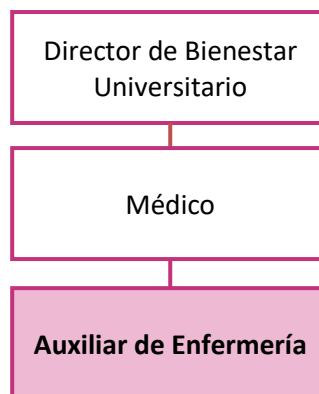 Director de Bienestar
Universitario
Médico
Auxiliar de Enfermería